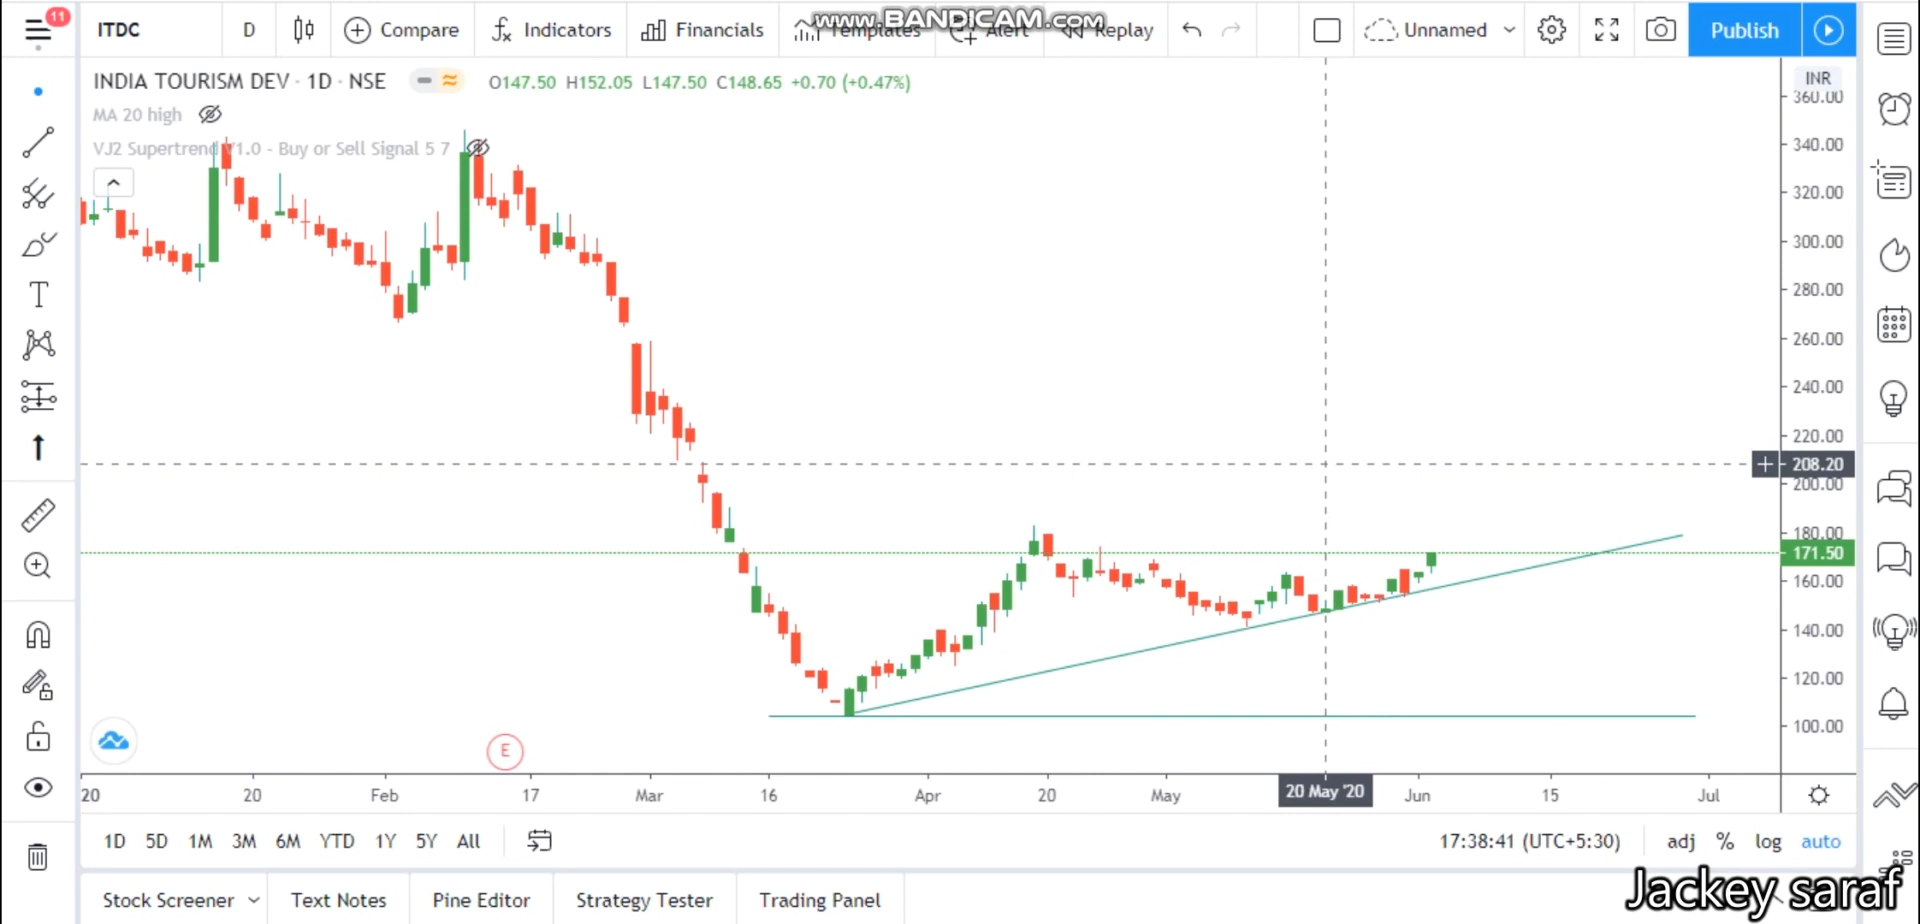 11
ITDC
D
Compare
Indicators
Financials
Templates
Alert
Replay
Unnamed
Publish
www.BANDICAM.com
INDIA TOURISM DEV · 1D · NSE
O147.50 H152.05 L147.50 C148.65 +0.70 (+0.47%)
INR
MA 20 high
VJ2 Supertrend V1.0 - Buy or Sell Signal 5 7
360.00
340.00
320.00
300.00
280.00
260.00
240.00
220.00
208.20
200.00
180.00
171.50
160.00
140.00
120.00
100.00
E
20
20
Feb
17
Mar
16
Apr
20
May
20 May '20
Jun
15
Jul
1D 5D 1M 3M 6M YTD 1Y 5Y All
17:38:41 (UTC+5:30)
adj % log auto
Stock Screener
Text Notes
Pine Editor
Strategy Tester
Trading Panel
Jackey saraf